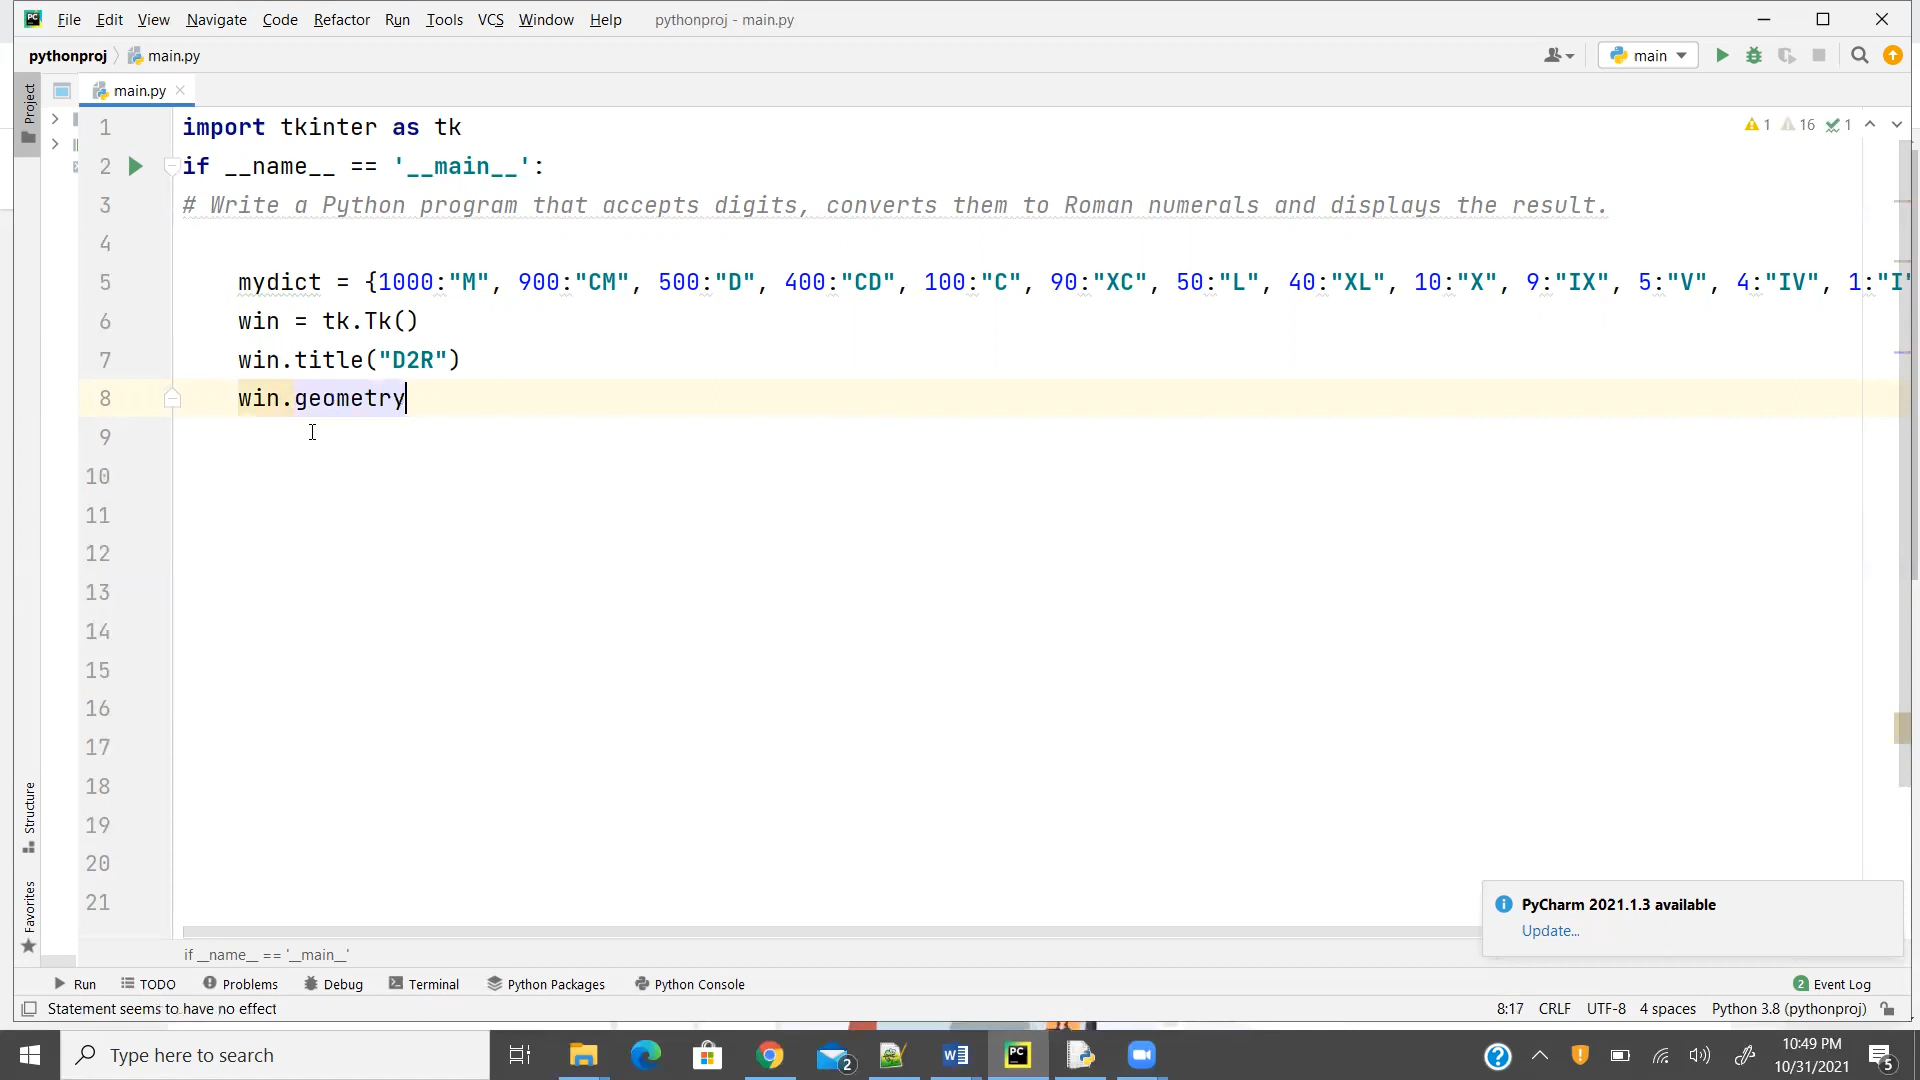 PC File Edit View Navigate Code Refactor Run Tools VCS Window Help pythonproj - main.py
pythonproj main.py main
Project main.py
1 import tkinter as tk 1 16 1
2 if __name__ == '__main__':
3 # Write a Python program that accepts digits, converts them to Roman numerals and displays the result.
4
5 mydict = {1000:"M", 900:"CM", 500:"D", 400:"CD", 100:"C", 90:"XC", 50:"L", 40:"XL", 10:"X", 9:"IX", 5:"V", 4:"IV", 1:"I"
6 win = tk.Tk()
7 win.title("D2R")
8 win.geometry
9
10
11
12
13
14
15
16
17
18
19
20
21
Structure
Favorites
PyCharm 2021.1.3 available
Update...
if __name__ == '__main__'
Run TODO Problems Debug Terminal Python Packages Python Console 2 Event Log
Statement seems to have no effect 8:17 CRLF UTF-8 4 spaces Python 3.8 (pythonproj)
Type here to search 2 W PC ? 10:49 PM
10/31/2021 5